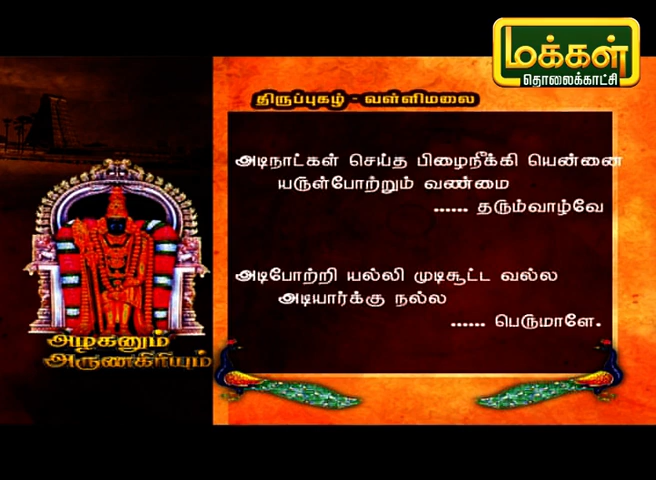 மக்கள்
தொலைக்காட்சி
திருப்புகழ் - வள்ளிமலை
அடிநாட்கள் செய்த பிழைநீக்கி யென்னை
யருள்போற்றும் வண்மை
...... தரும்வாழ்வே
அடிபோற்றி யல்லி முடிசூட்ட வல்ல
அடியார்க்கு நல்ல
...... பெருமாளே.
அழகனும்
அருணகிரியும்